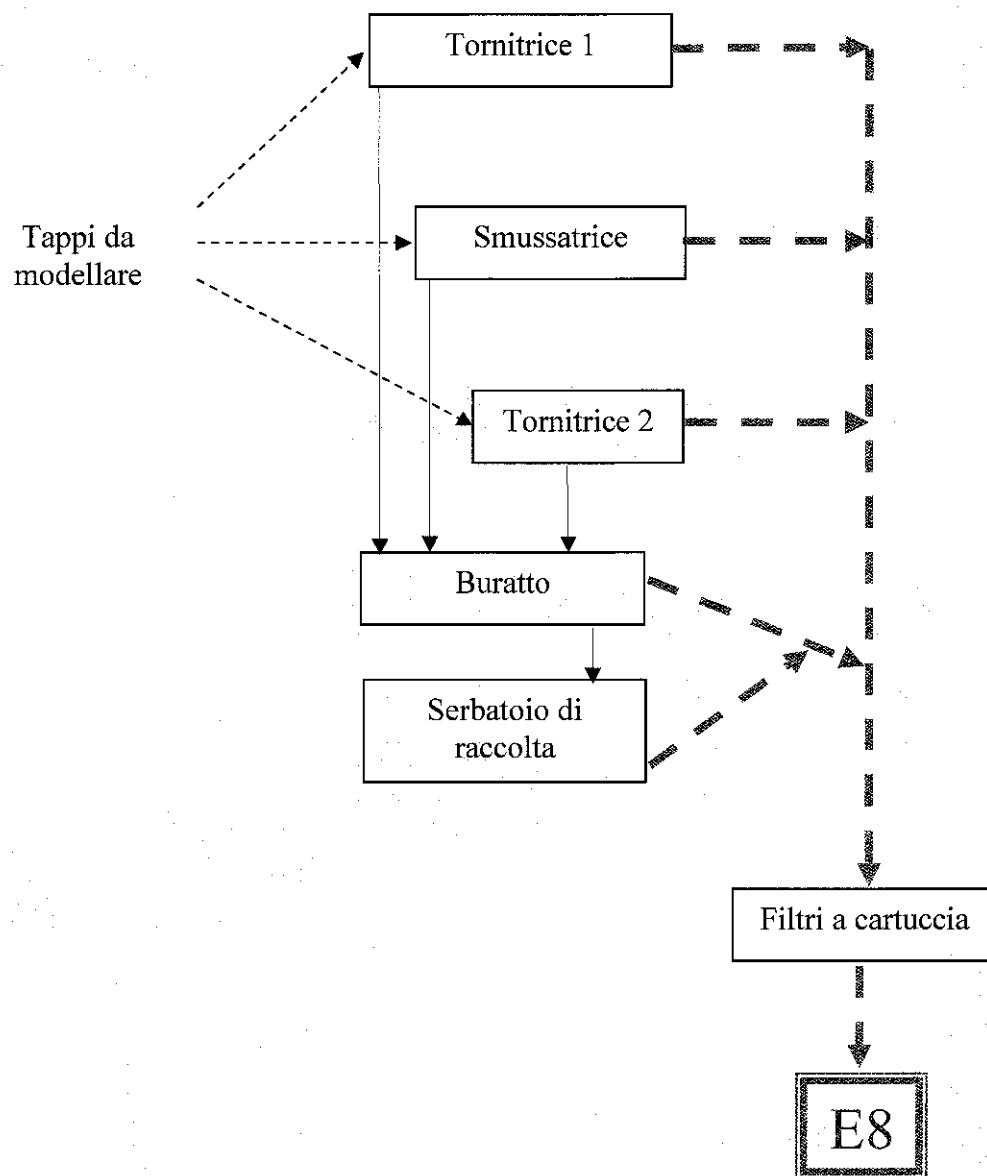 Tornitrice 1
Smussatrice
Tappi da
modellare
Tornitrice 2
Buratto
Serbatoio di
raccolta
Filtri a cartuccia
E8